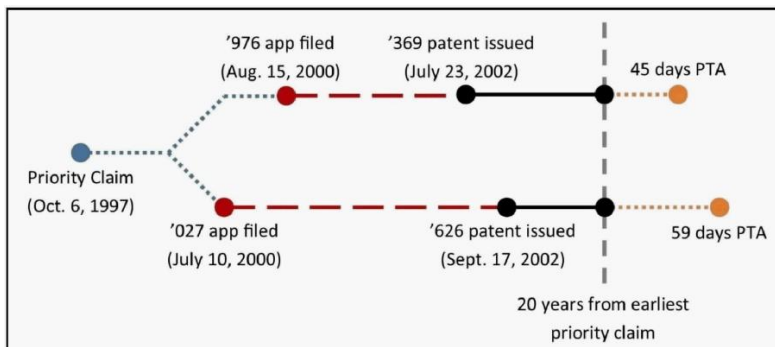 ’976 app filed
(Aug. 15, 2000)
’369 patent issued
(July 23, 2002)
45 days PTA
Priority Claim
(Oct. 6, 1997)
’027 app filed
(July 10, 2000)
’626 patent issued
(Sept. 17, 2002)
59 days PTA
20 years from earliest
priority claim